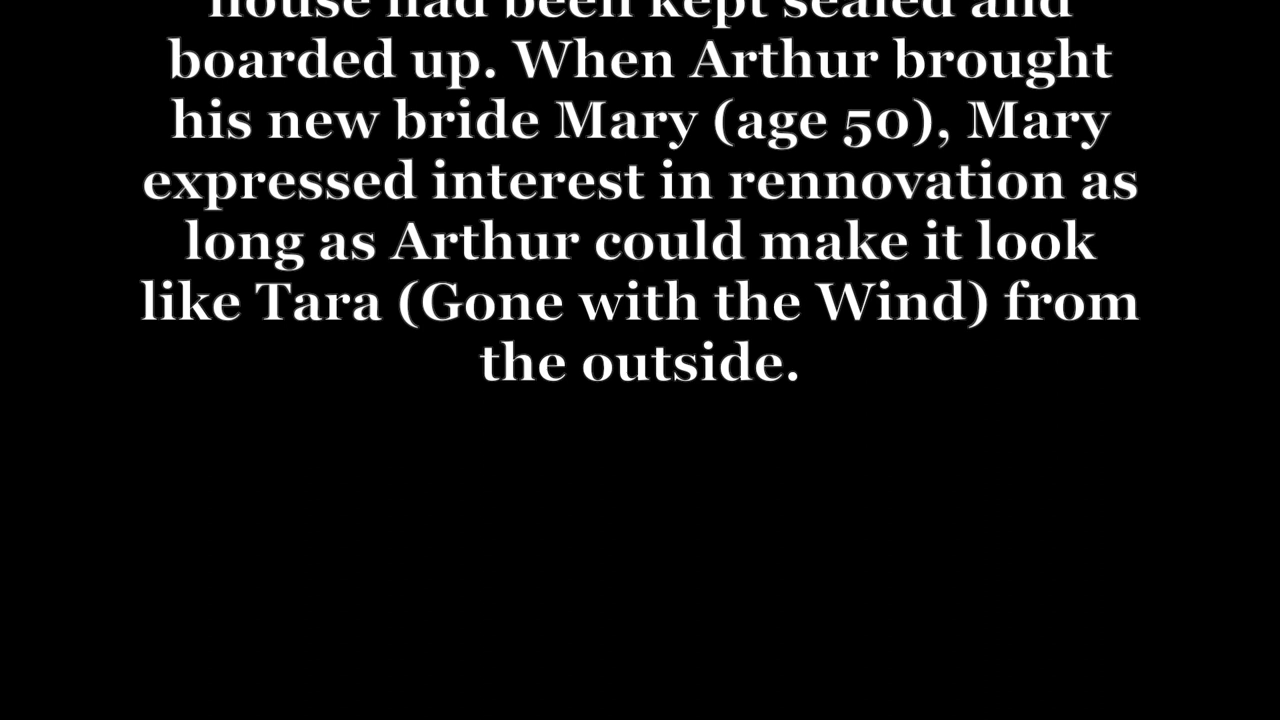 house had been kept sealed and
boarded up. When Arthur brought
his new bride Mary (age 50), Mary
expressed interest in rennovation as
long as Arthur could make it look
like Tara (Gone with the Wind) from
the outside.